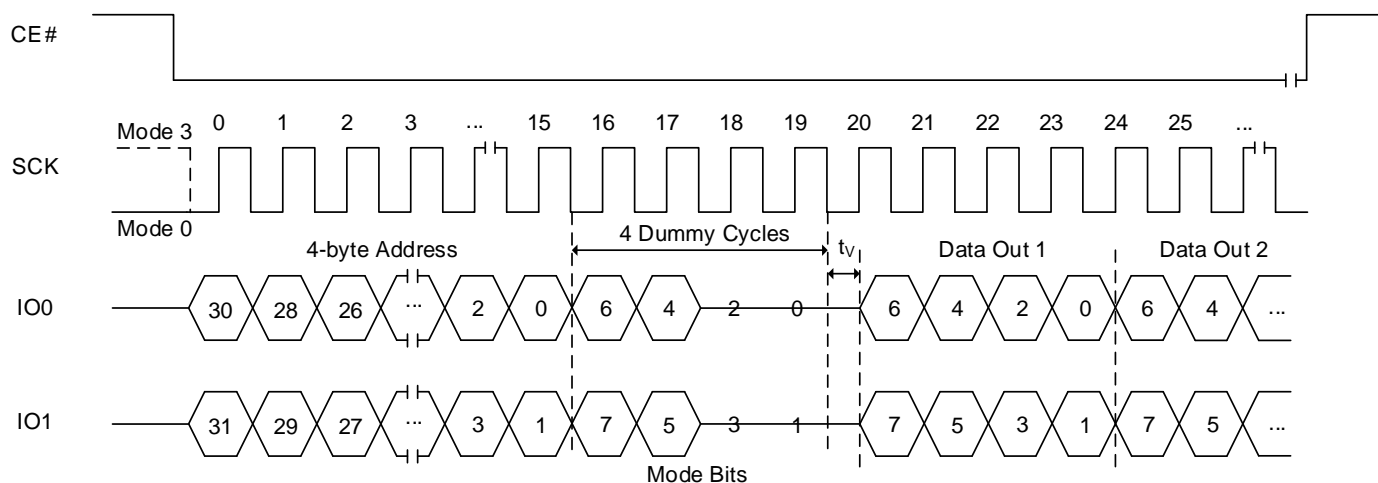 CE#
0 1 2 3 ... 15 16 17 18 19 20 21 22 23 24 25 ...
Mode 3
SCK
Mode 0
4-byte Address 4 Dummy Cycles tV Data Out 1 Data Out 2
IO0 30 28 26 ... 2 0 6 4 2 0 6 4 2 0 6 4 ...
IO1 31 29 27 ... 3 1 7 5 3 1 7 5 3 1 7 5 ...
Mode Bits